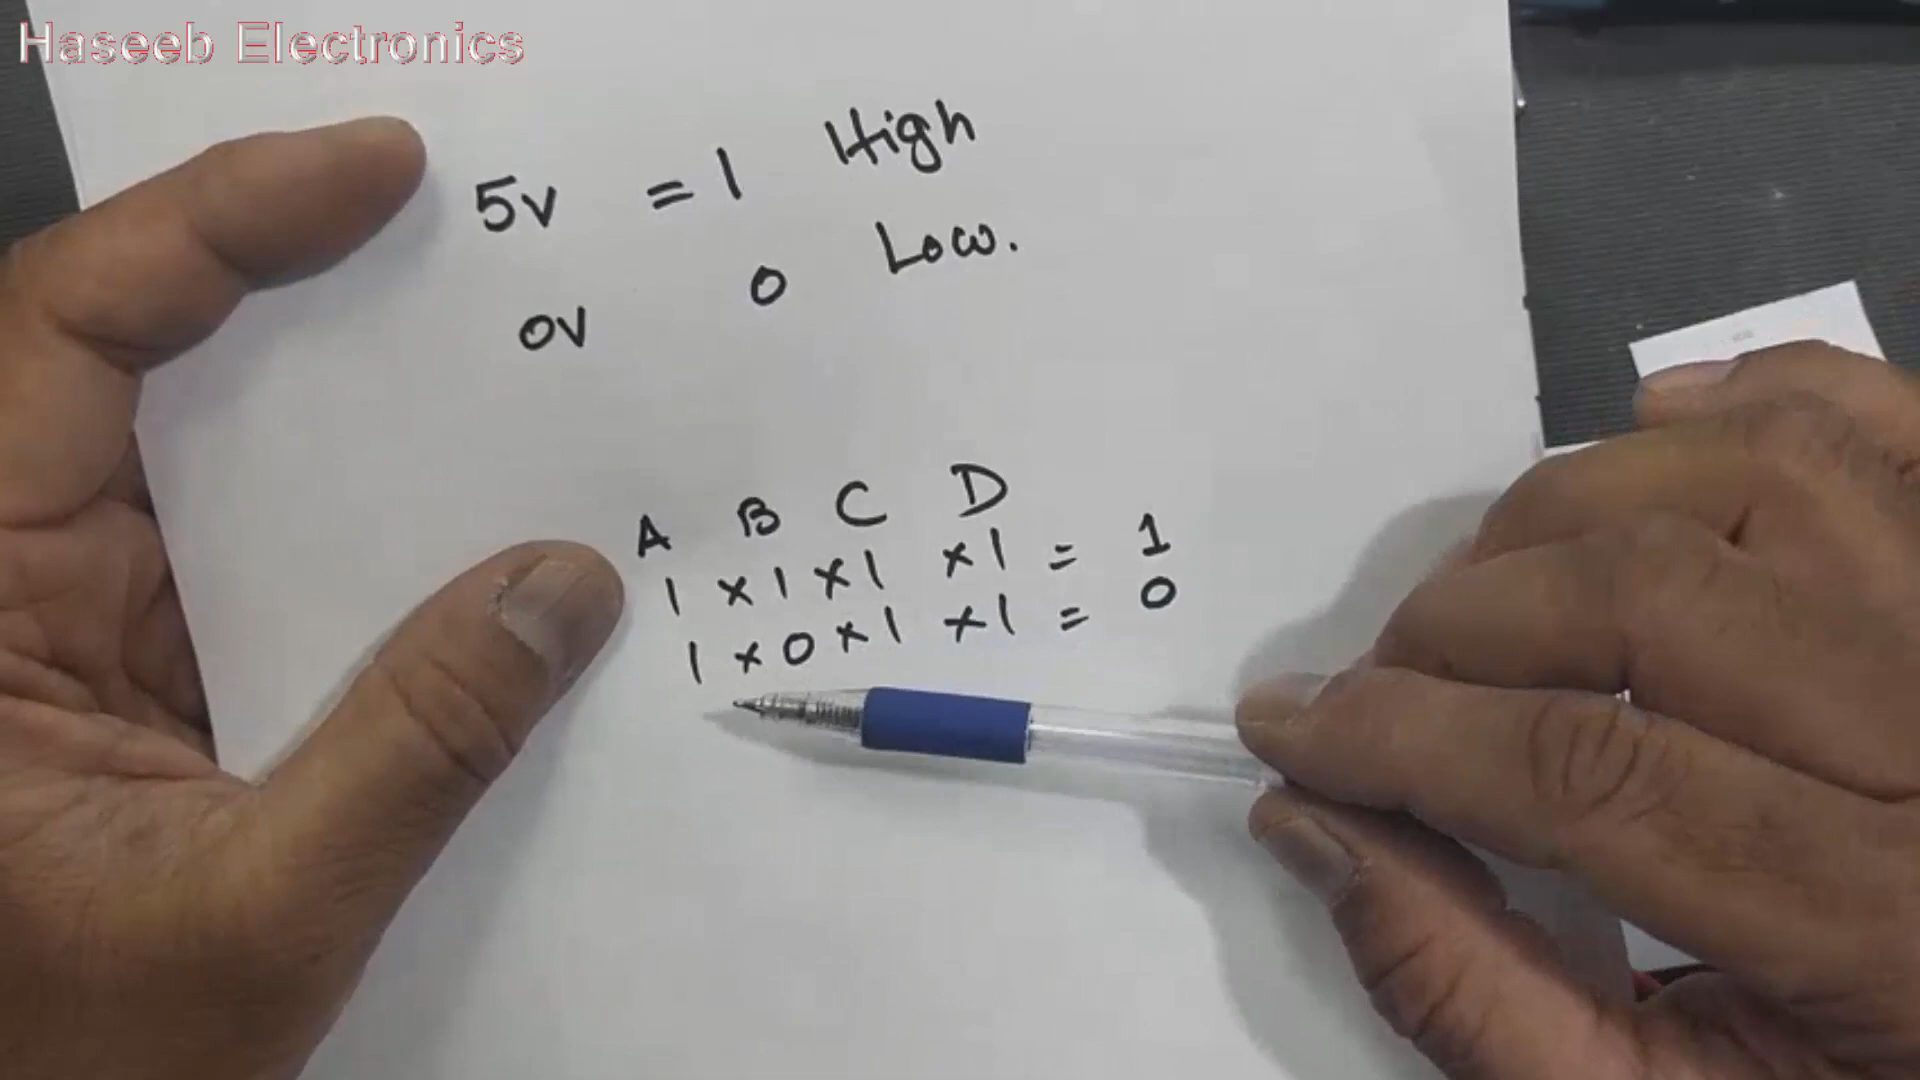 Haseeb Electronics
5v = 1 High
0v 0 Low.
A B C D
1 x 1 x 1 x 1 = 1
1 x 0 x 1 x 1 = 0